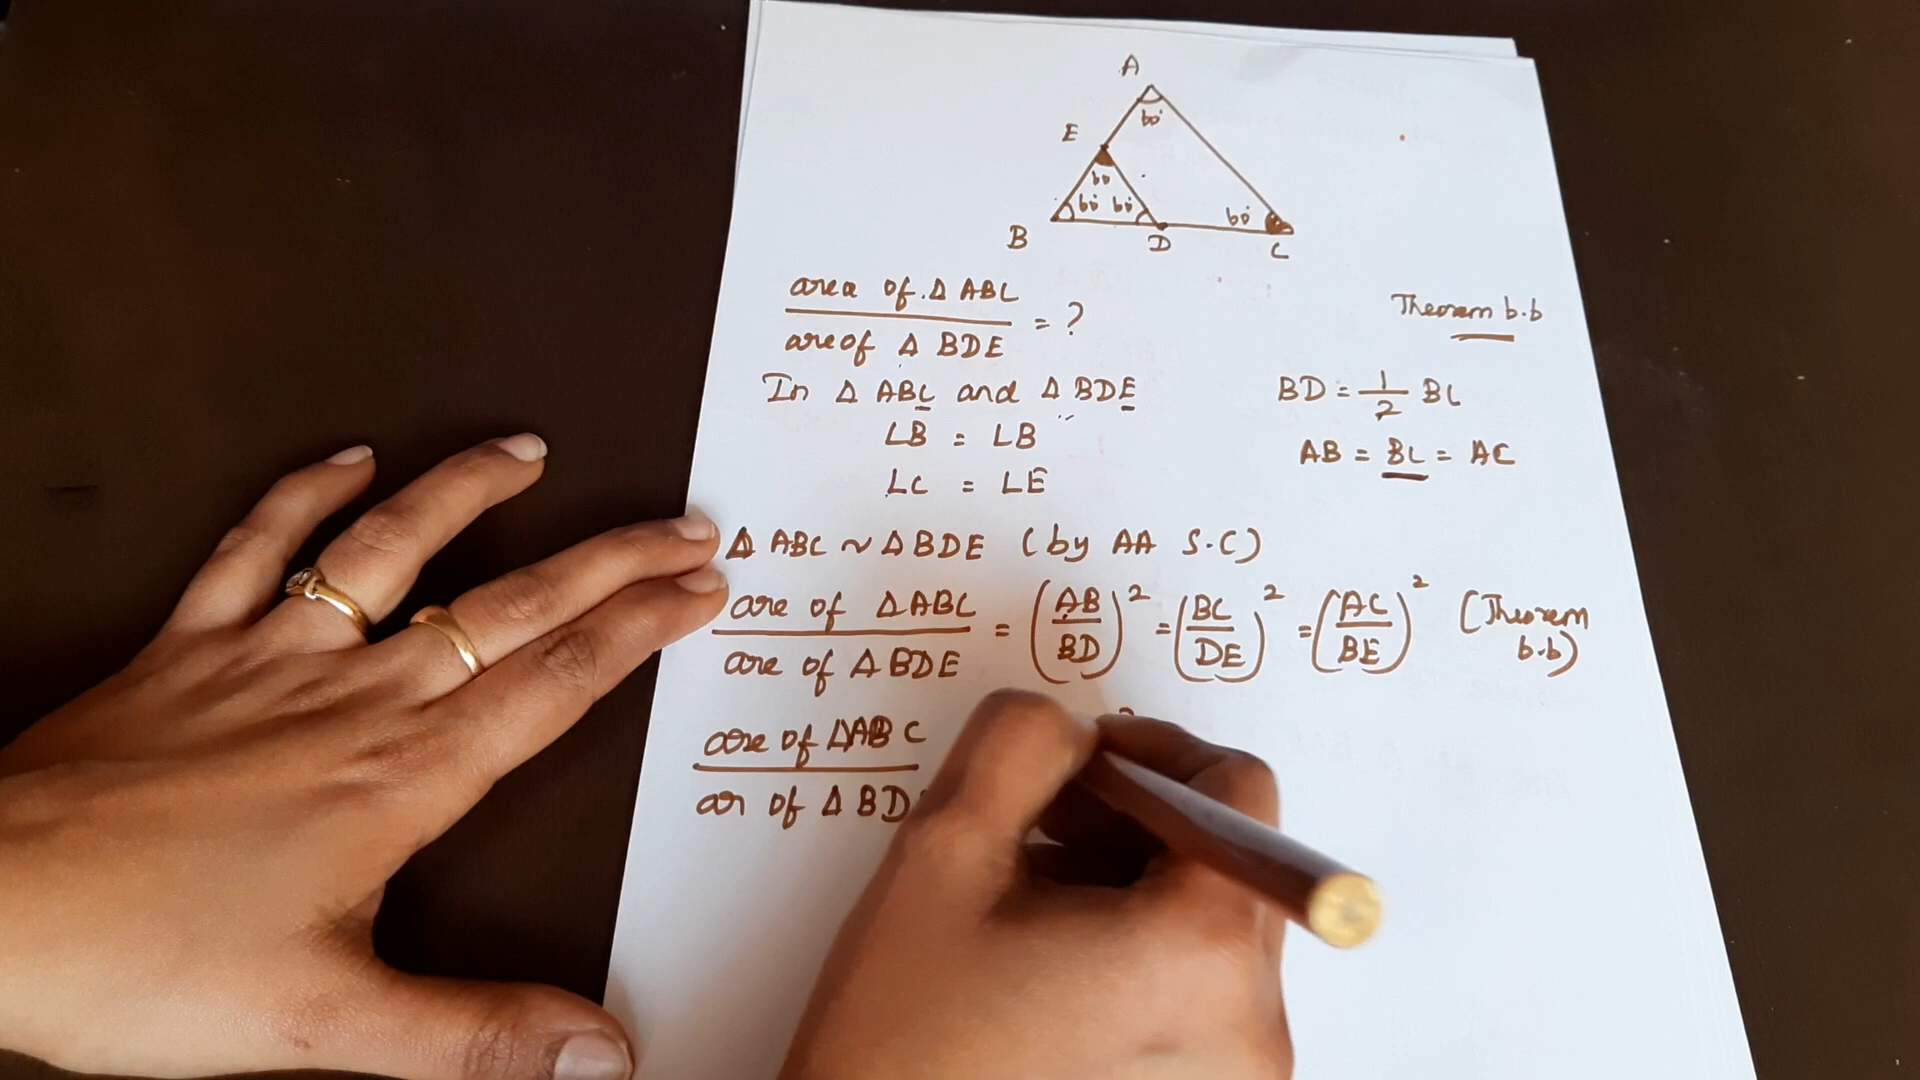 A
E
60°
60
60° 60° 60°
B D C
area of. Δ ABC
= ?
are of Δ BDE
Theorem 6.6
In Δ ABC and Δ BDE
BD = 1/2 BC
∠B = ∠B
AB = BC = AC
∠C = ∠E
Δ ABC ~ Δ BDE (by AA S.C)
are of ΔABC / are of Δ BDE = (AB/BD)² = (BC/DE)² = (AC/BE)² (Theorem 6.6)
are of ΔABC
ar of Δ BD